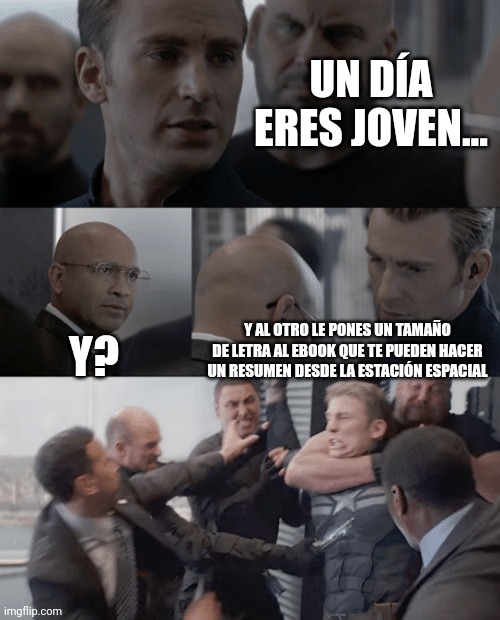 UN DÍA
ERES JOVEN...
Y?
Y AL OTRO LE PONES UN TAMAÑO
DE LETRA AL EBOOK QUE TE PUEDEN HACER
UN RESUMEN DESDE LA ESTACIÓN ESPACIAL
imgflip.com